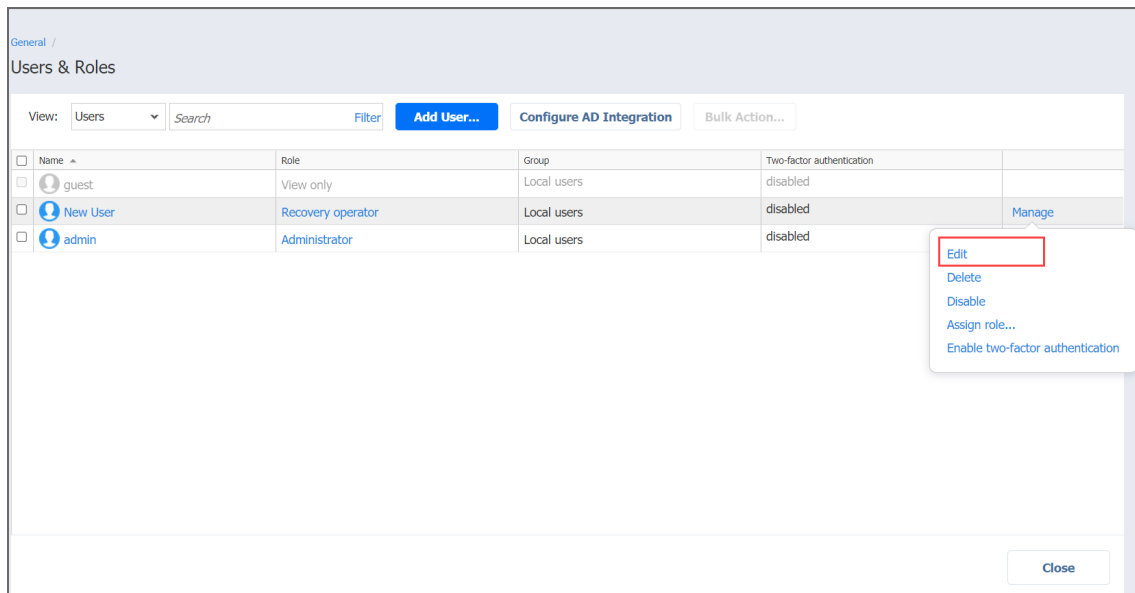 General /
Users & Roles
View: Users Search Filter Add User... Configure AD Integration Bulk Action...
Name Role Group Two-factor authentication
guest View only Local users disabled
New User Recovery operator Local users disabled Manage
admin Administrator Local users disabled
Edit
Delete
Disable
Assign role...
Enable two-factor authentication
Close